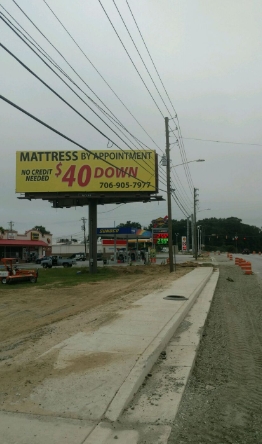 MATTRESS BY APPOINTMENT
NO CREDIT
NEEDED
$40 DOWN
706-905-7977